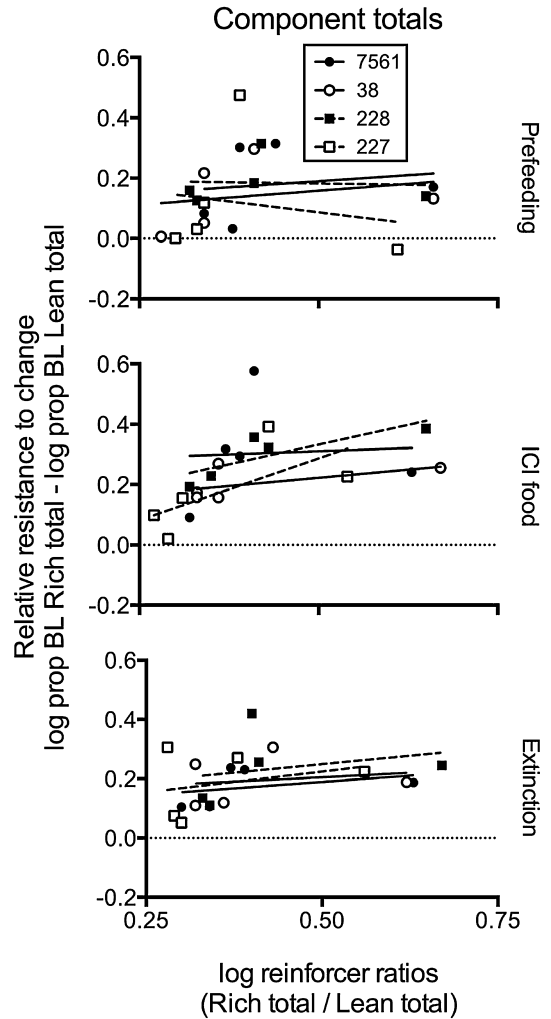 Component totals
7561
38
228
227
0.6
0.4
0.2
0.0
-0.2
Prefeeding
0.6
0.4
0.2
0.0
-0.2
ICI food
Relative resistance to change
log prop BL Rich total - log prop BL Lean total
0.6
0.4
0.2
0.0
-0.2
Extinction
0.25
0.50
0.75
log reinforcer ratios
(Rich total / Lean total)